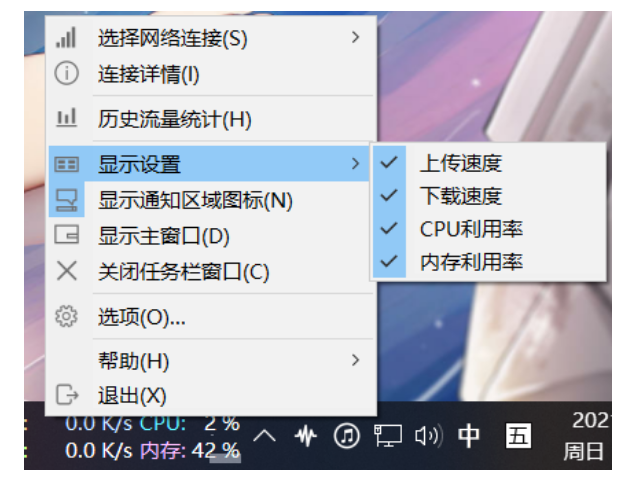 选择网络连接(S)
连接详情(I)
历史流量统计(H)
显示设置
显示通知区域图标(N)
显示主窗口(D)
关闭任务栏窗口(C)
选项(O)...
帮助(H)
退出(X)
上传速度
下载速度
CPU利用率
内存利用率
: 0.0 K/s CPU: 2 %
: 0.0 K/s 内存: 42 %
中
五
202
周日